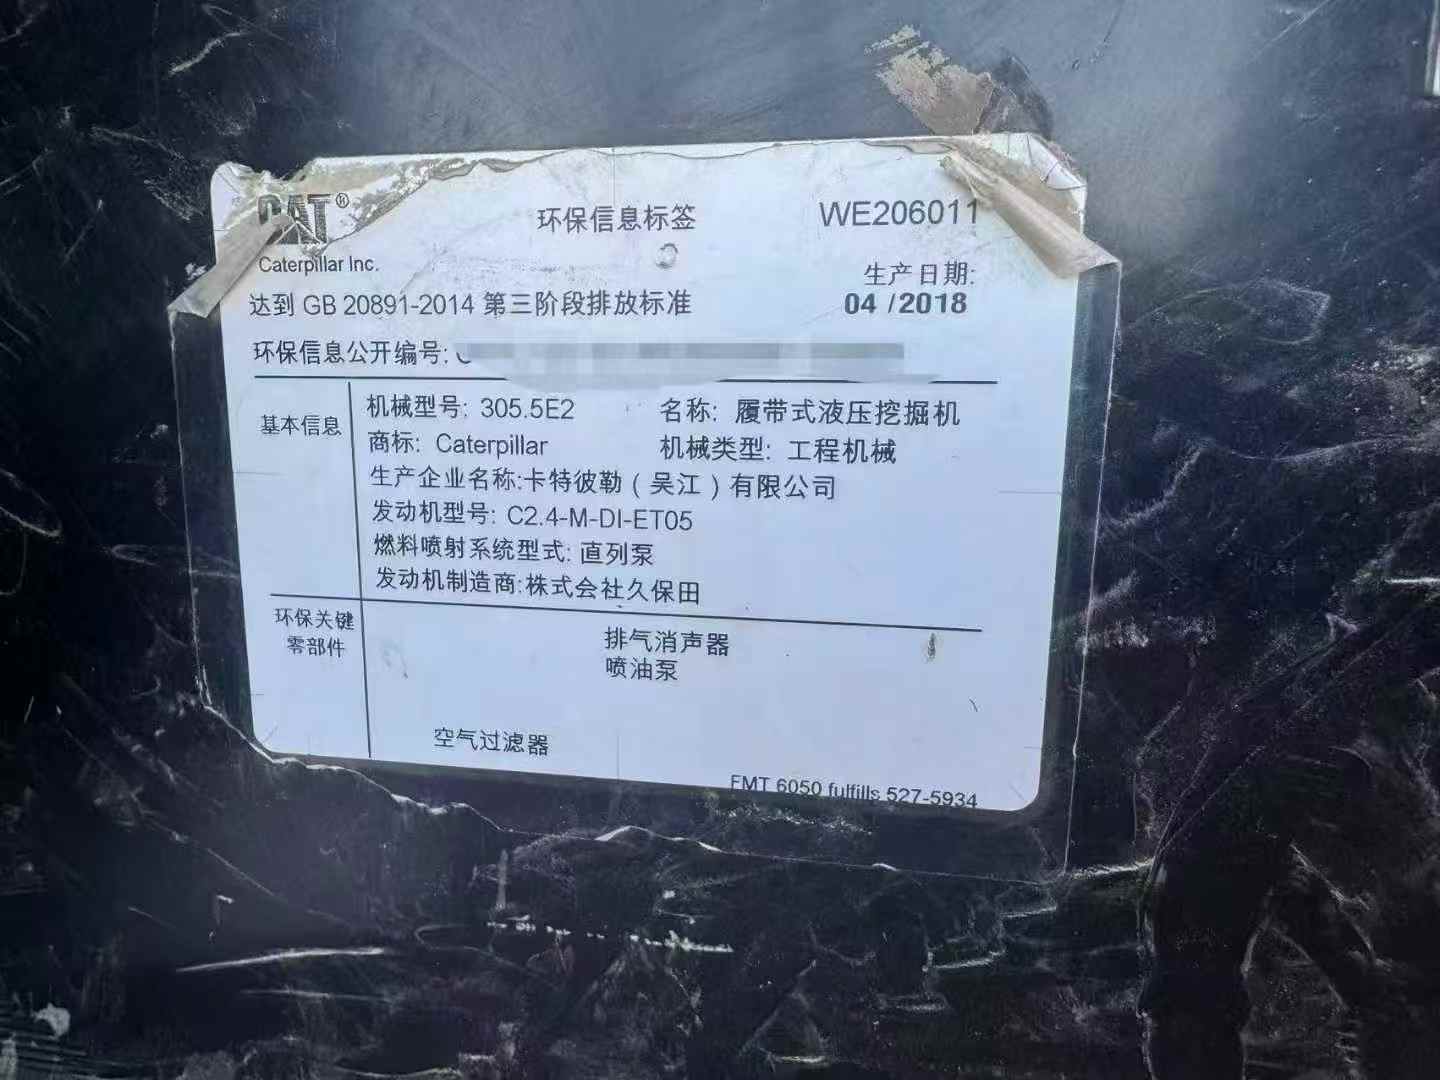 CAT®
Caterpillar Inc.
环保信息标签
WE206011
生产日期:
04 /2018
达到 GB 20891-2014 第三阶段排放标准
环保信息公开编号:
基本信息
机械型号: 305.5E2 名称: 履带式液压挖掘机
商标: Caterpillar 机械类型: 工程机械
生产企业名称:卡特彼勒(吴江)有限公司
发动机型号: C2.4-M-DI-ET05
燃料喷射系统型式: 直列泵
发动机制造商:株式会社久保田
环保关键
零部件
排气消声器
喷油泵
空气过滤器
FMT 6050 fulfills 527-5934